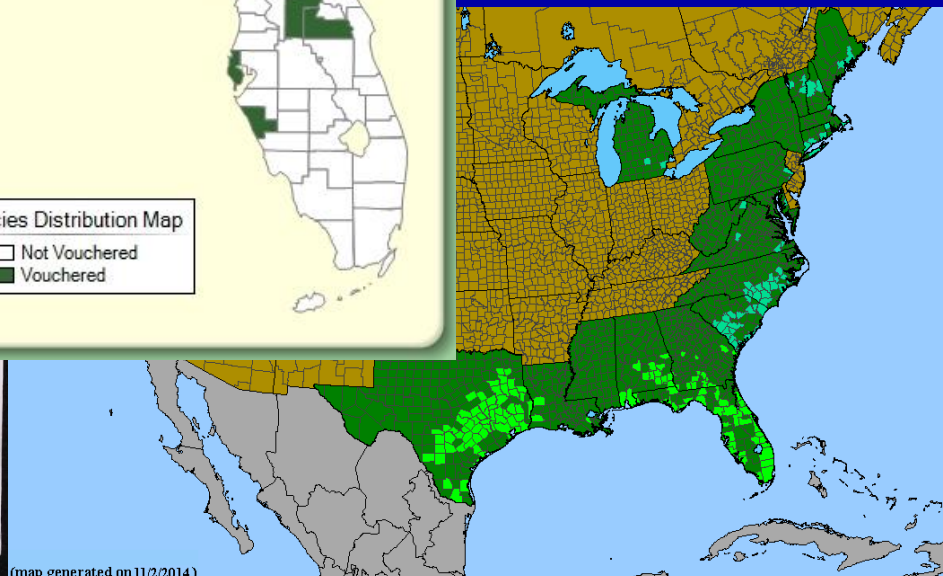 ies Distribution Map
Not Vouchered
Vouchered
(map generated on 11/2/2014)